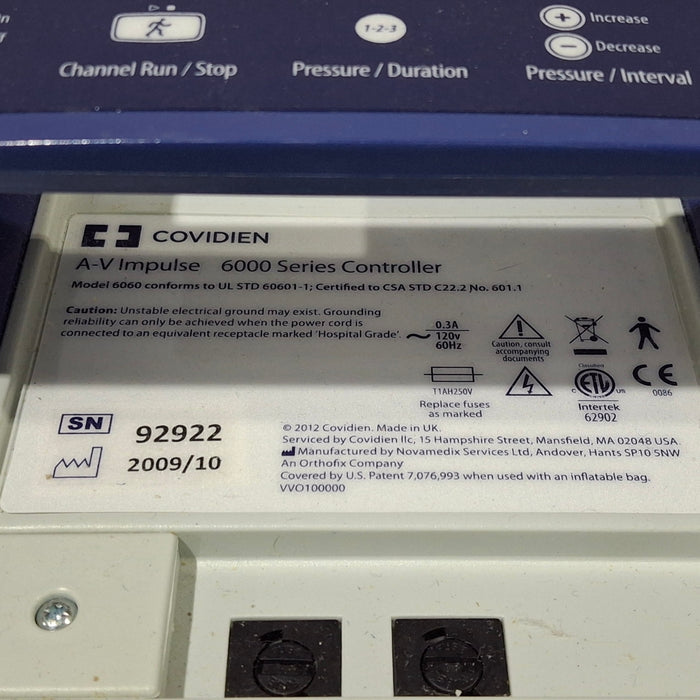 Increase
Decrease
1-2-3
Channel Run / Stop
Pressure / Duration
Pressure / Interval
COVIDIEN
A-V Impulse 6000 Series Controller
Model 6060 conforms to UL STD 60601-1; Certified to CSA STD C22.2 No. 601.1
Caution: Unstable electrical ground may exist. Grounding
reliability can only be achieved when the power cord is
connected to an equivalent receptacle marked 'Hospital Grade'.
0.3A
120v
60Hz
Caution, consult
accompanying
documents
T1AH250V
Replace fuses
as marked
Classified
C ETL US
Intertek
62902
CE
0086
SN 92922
2009/10
© 2012 Covidien. Made in UK.
Serviced by Covidien llc, 15 Hampshire Street, Mansfield, MA 02048 USA.
Manufactured by Novamedix Services Ltd, Andover, Hants SP10 5NW
An Orthofix Company
Covered by U.S. Patent 7,076,993 when used with an inflatable bag.
VVO100000